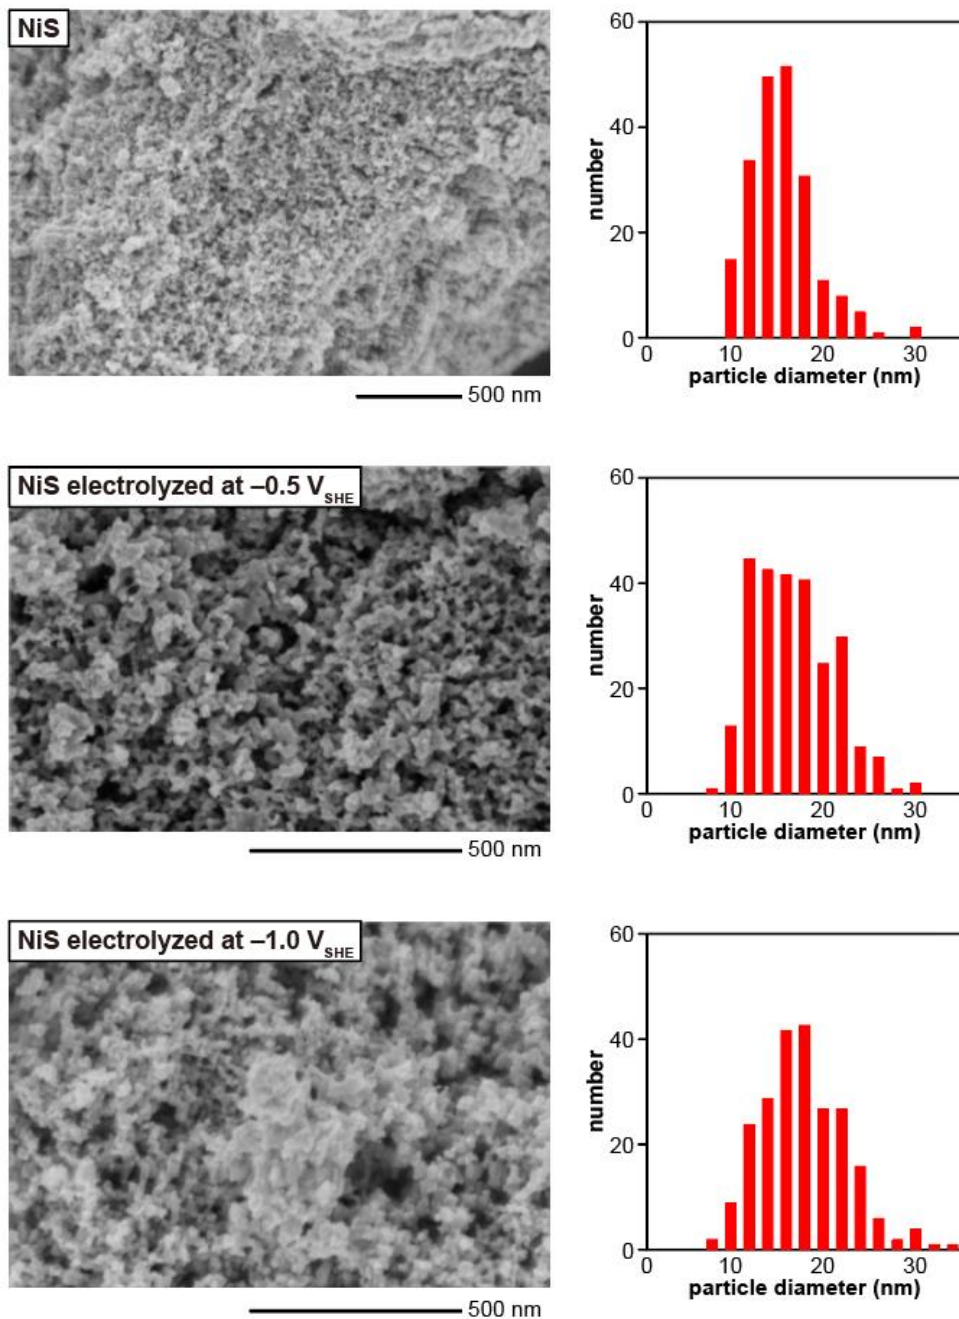 NiS
60
40
20
0
number
0 10 20 30
particle diameter (nm)
500 nm
NiS electrolyzed at –0.5 VSHE
60
40
20
0
number
0 10 20 30
particle diameter (nm)
500 nm
NiS electrolyzed at –1.0 VSHE
60
40
20
0
number
0 10 20 30
particle diameter (nm)
500 nm